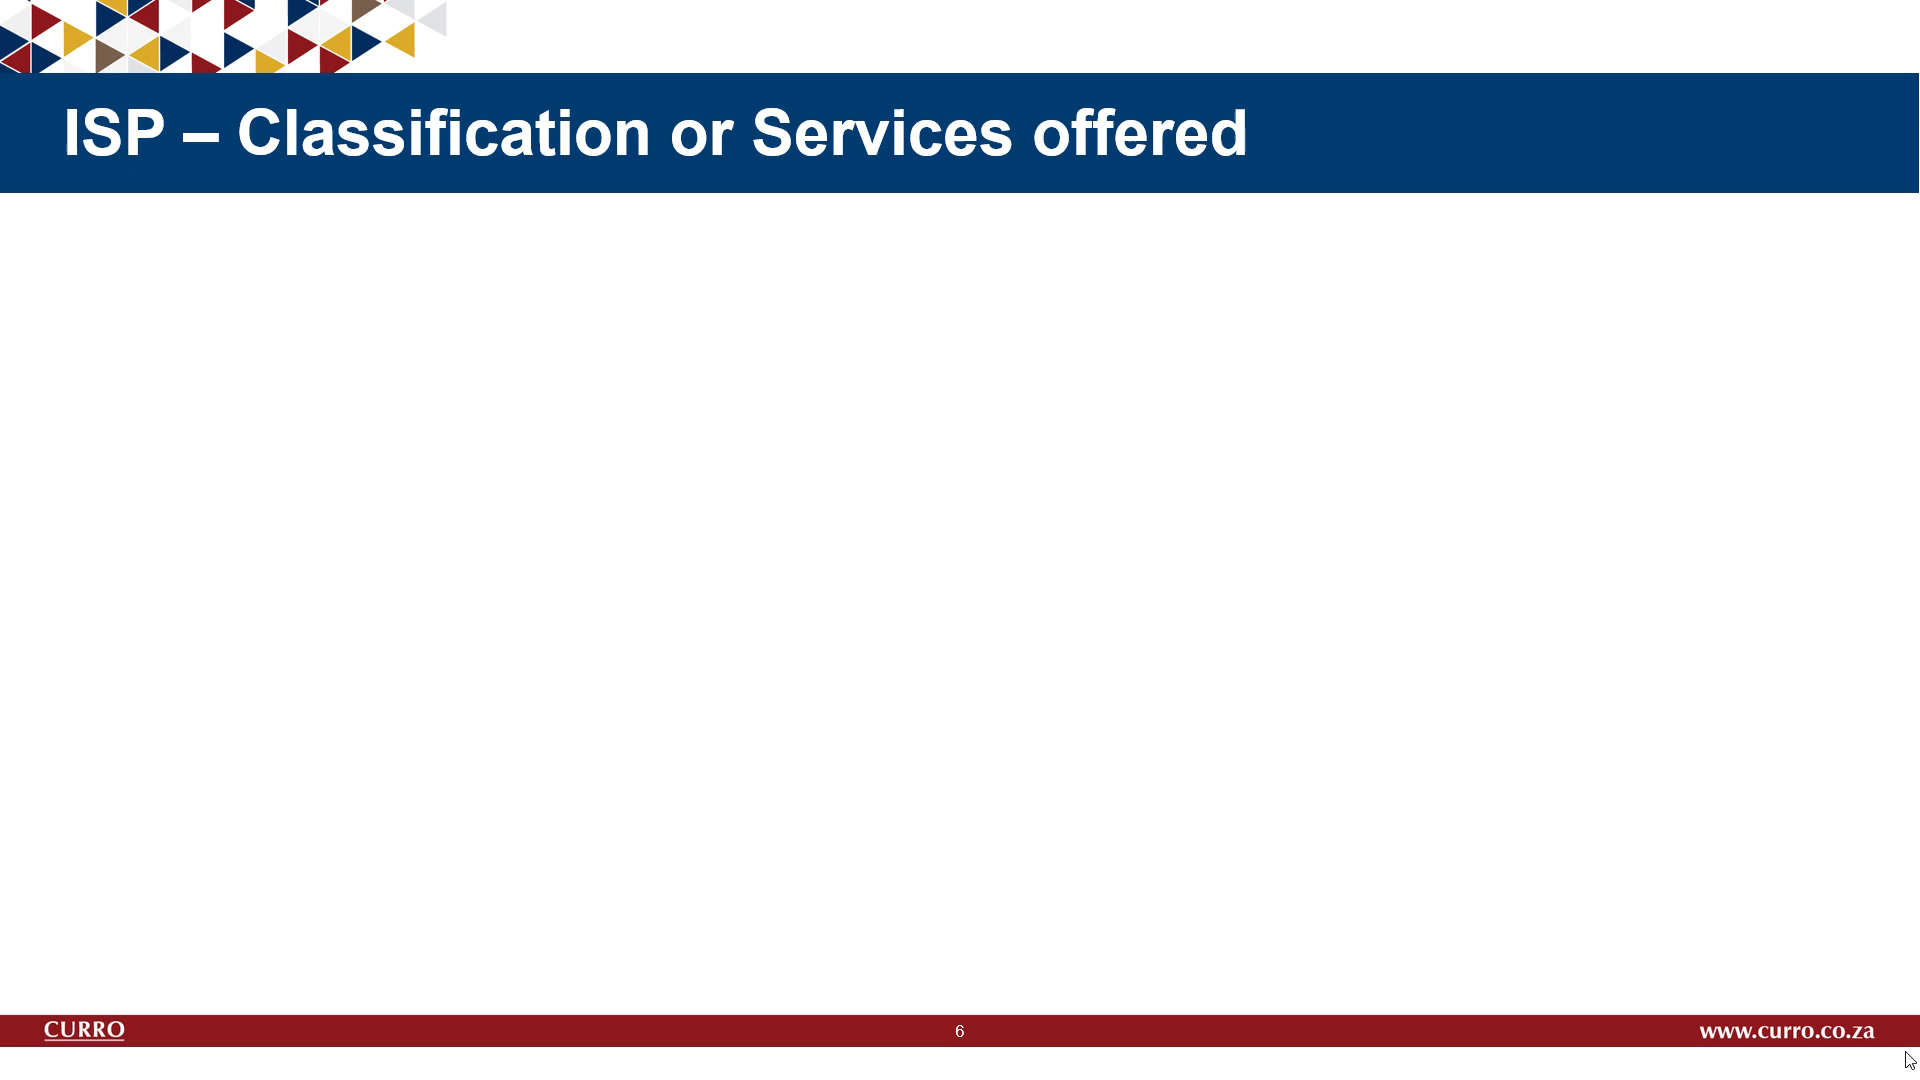 ISP – Classification or Services offered
CURRO
6
www.curro.co.za